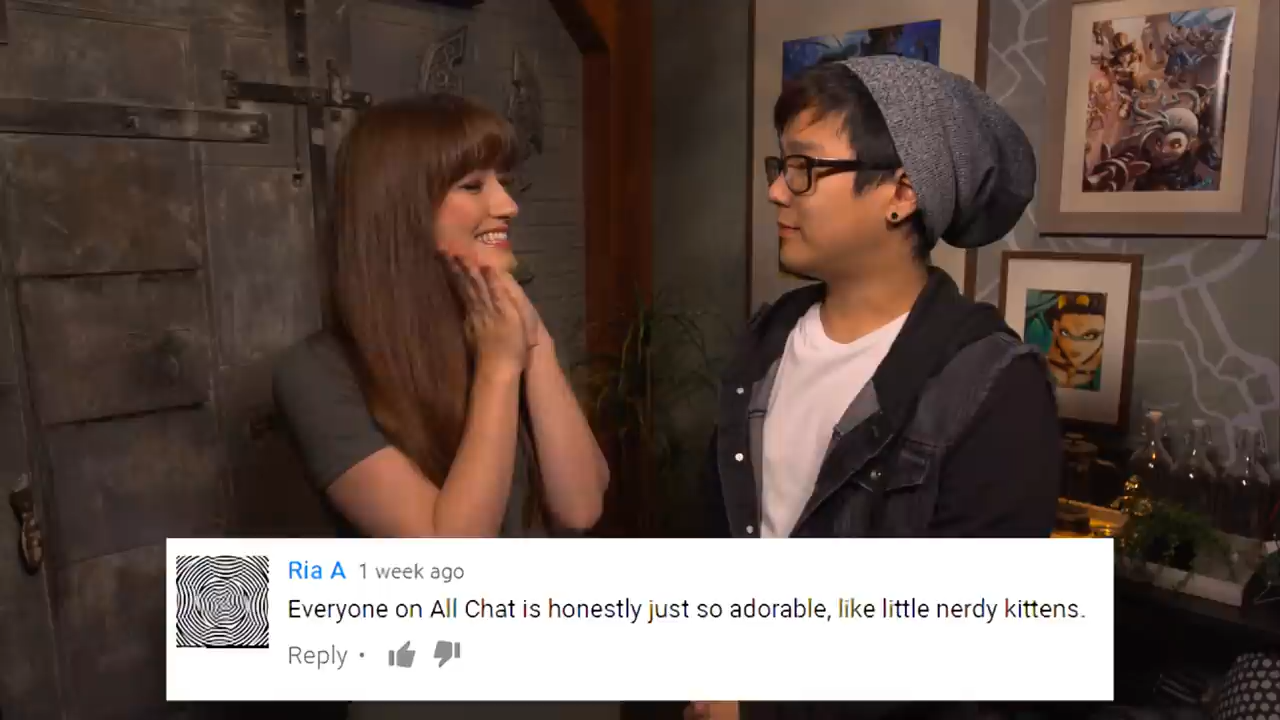 Ria A 1 week ago
Everyone on All Chat is honestly just so adorable, like little nerdy kittens.
Reply •